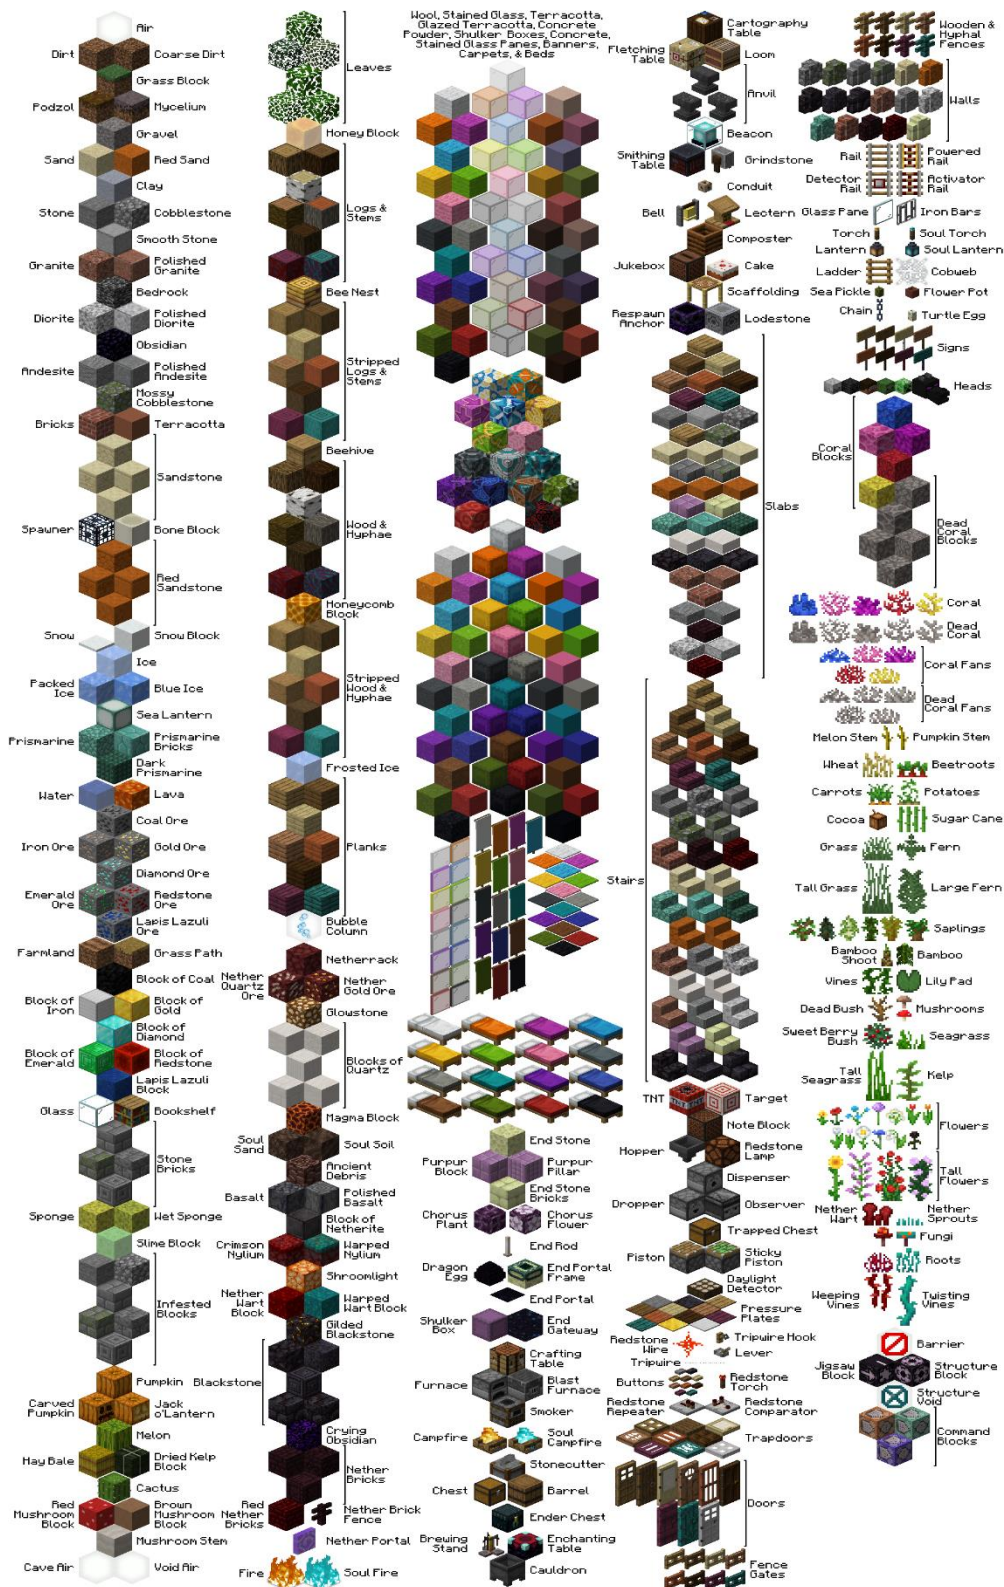 Air
Dirt
Coarse Dirt
Grass Block
Podzol
Mycelium
Gravel
Sand
Red Sand
Clay
Stone
Cobblestone
Smooth Stone
Granite
Polished
Granite
Bedrock
Diorite
Polished
Diorite
Obsidian
Andesite
Polished
Andesite
Mossy
Cobblestone
Bricks
Terracotta
Sandstone
Spawner
Bone Block
Red
Sandstone
Snow
Snow Block
Ice
Packed
Ice
Blue Ice
Sea Lantern
Prismarine
Prismarine
Bricks
Dark
Prismarine
Water
Lava
Coal Ore
Iron Ore
Gold Ore
Diamond Ore
Emerald
Ore
Redstone
Ore
Lapis Lazuli
Ore
Farmland
Grass Path
Block of Coal
Block of
Iron
Block of
Gold
Block of
Diamond
Block of
Emerald
Block of
Redstone
Lapis Lazuli
Block
Glass
Bookshelf
Stone
Bricks
Sponge
Wet Sponge
Slime Block
Infested
Blocks
Pumpkin
Carved
Pumpkin
Jack
o'Lantern
Melon
Hay Bale
Dried Kelp
Block
Cactus
Red
Mushroom
Block
Brown
Mushroom
Block
Mushroom Stem
Cave Air
Void Air
Leaves
Honey Block
Logs &
Stems
Bee Nest
Stripped
Logs &
Stems
Beehive
Wood &
Hyphae
Honeycomb
Block
Stripped
Wood &
Hyphae
Frosted Ice
Planks
Bubble
Column
Netherrack
Nether
Quartz
Ore
Nether
Gold Ore
Glowstone
Blocks of
Quartz
Magma Block
Soul
Sand
Soul Soil
Ancient
Debris
Basalt
Polished
Basalt
Block of
Netherite
Crimson
Nylium
Warped
Nylium
Shroomlight
Nether
Wart
Block
Warped
Wart Block
Gilded
Blackstone
Blackstone
Crying
Obsidian
Nether
Bricks
Red
Nether
Bricks
Nether Brick
Fence
Nether Portal
Fire
Soul Fire
Wool, Stained Glass, Terracotta,
Glazed Terracotta, Concrete
Powder, Shulker Boxes, Concrete,
Stained Glass Panes, Banners,
Carpets, & Beds
End Stone
Purpur
Block
Purpur
Pillar
End Stone
Bricks
Chorus
Plant
Chorus
Flower
End Rod
Dragon
Egg
End Portal
Frame
End Portal
Shulker
Box
End
Gateway
Crafting
Table
Furnace
Blast
Furnace
Smoker
Campfire
Soul
Campfire
Stonecutter
Chest
Barrel
Ender Chest
Brewing
Stand
Enchanting
Table
Cauldron
Cartography
Table
Fletching
Table
Loom
Anvil
Beacon
Smithing
Table
Grindstone
Conduit
Bell
Lectern
Composter
Jukebox
Cake
Scaffolding
Respawn
Anchor
Lodestone
Slabs
Stairs
TNT
Target
Note Block
Hopper
Redstone
Lamp
Dispenser
Dropper
Observer
Trapped Chest
Piston
Sticky
Piston
Daylight
Detector
Pressure
Plates
Redstone
Wire
Tripwire Hook
Lever
Tripwire
Buttons
Redstone
Torch
Redstone
Repeater
Redstone
Comparator
Trapdoors
Doors
Fence
Gates
Wooden &
Hyphal
Fences
Walls
Rail
Powered
Rail
Detector
Rail
Activator
Rail
Glass Pane
Iron Bars
Torch
Soul Torch
Lantern
Soul Lantern
Ladder
Cobweb
Sea Pickle
Flower Pot
Chain
Turtle Egg
Signs
Heads
Coral
Blocks
Dead
Coral
Blocks
Coral
Dead
Coral
Coral Fans
Dead
Coral Fans
Melon Stem
Pumpkin Stem
Wheat
Beetroots
Carrots
Potatoes
Cocoa
Sugar Cane
Grass
Fern
Tall Grass
Large Fern
Saplings
Bamboo
Shoot
Bamboo
Vines
Lily Pad
Dead Bush
Mushrooms
Sweet Berry
Bush
Seagrass
Tall
Seagrass
Kelp
Flowers
Tall
Flowers
Nether
Wart
Nether
Sprouts
Fungi
Roots
Weeping
Vines
Twisting
Vines
Barrier
Jigsaw
Block
Structure
Block
Structure
Void
Command
Blocks